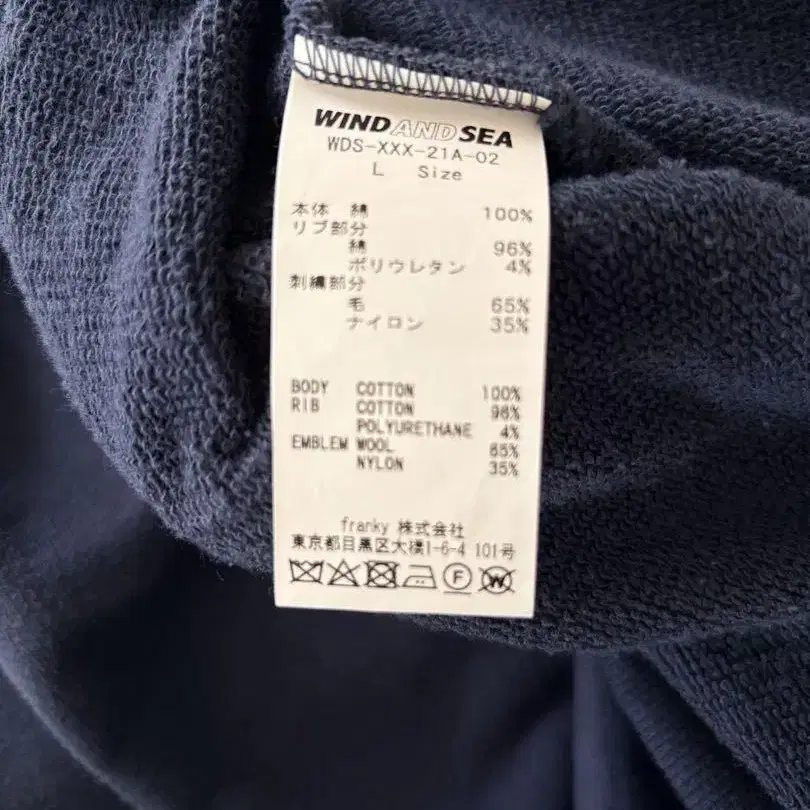 WIND AND SEA
WDS-XXX-21A-02
L Size
本体 綿 100%
リブ部分
綿 96%
ポリウレタン 4%
刺繍部分
毛 65%
ナイロン 35%
BODY COTTON 100%
RIB COTTON 96%
POLYURETHANE 4%
EMBLEM WOOL 65%
NYLON 35%
franky 株式会社
東京都目黒区大橋1-6-4 101号
F W